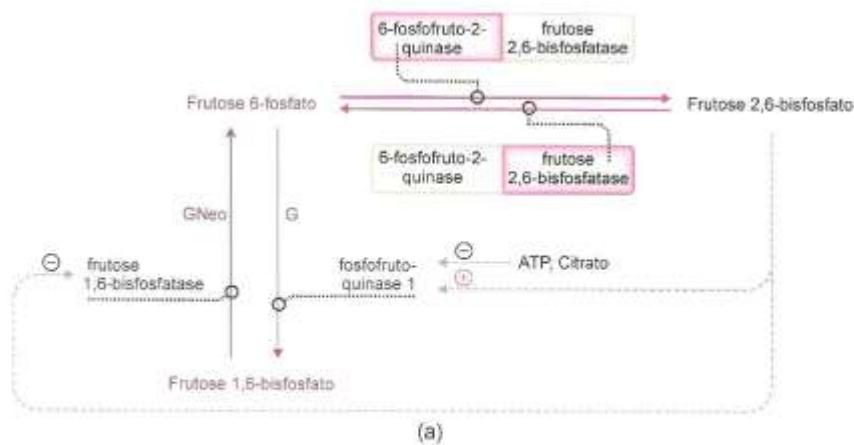 6-fosfofruto-2-
quinase
frutose
2,6-bisfosfatase
Frutose 6-fosfato
Frutose 2,6-bisfosfato
6-fosfofruto-2-
quinase
frutose
2,6-bisfosfatase
GNeo
G
−
frutose
1,6-bisfosfatase
fosfofruto-
quinase 1
−
ATP, Citrato
+
Frutose 1,6-bisfosfato
(a)